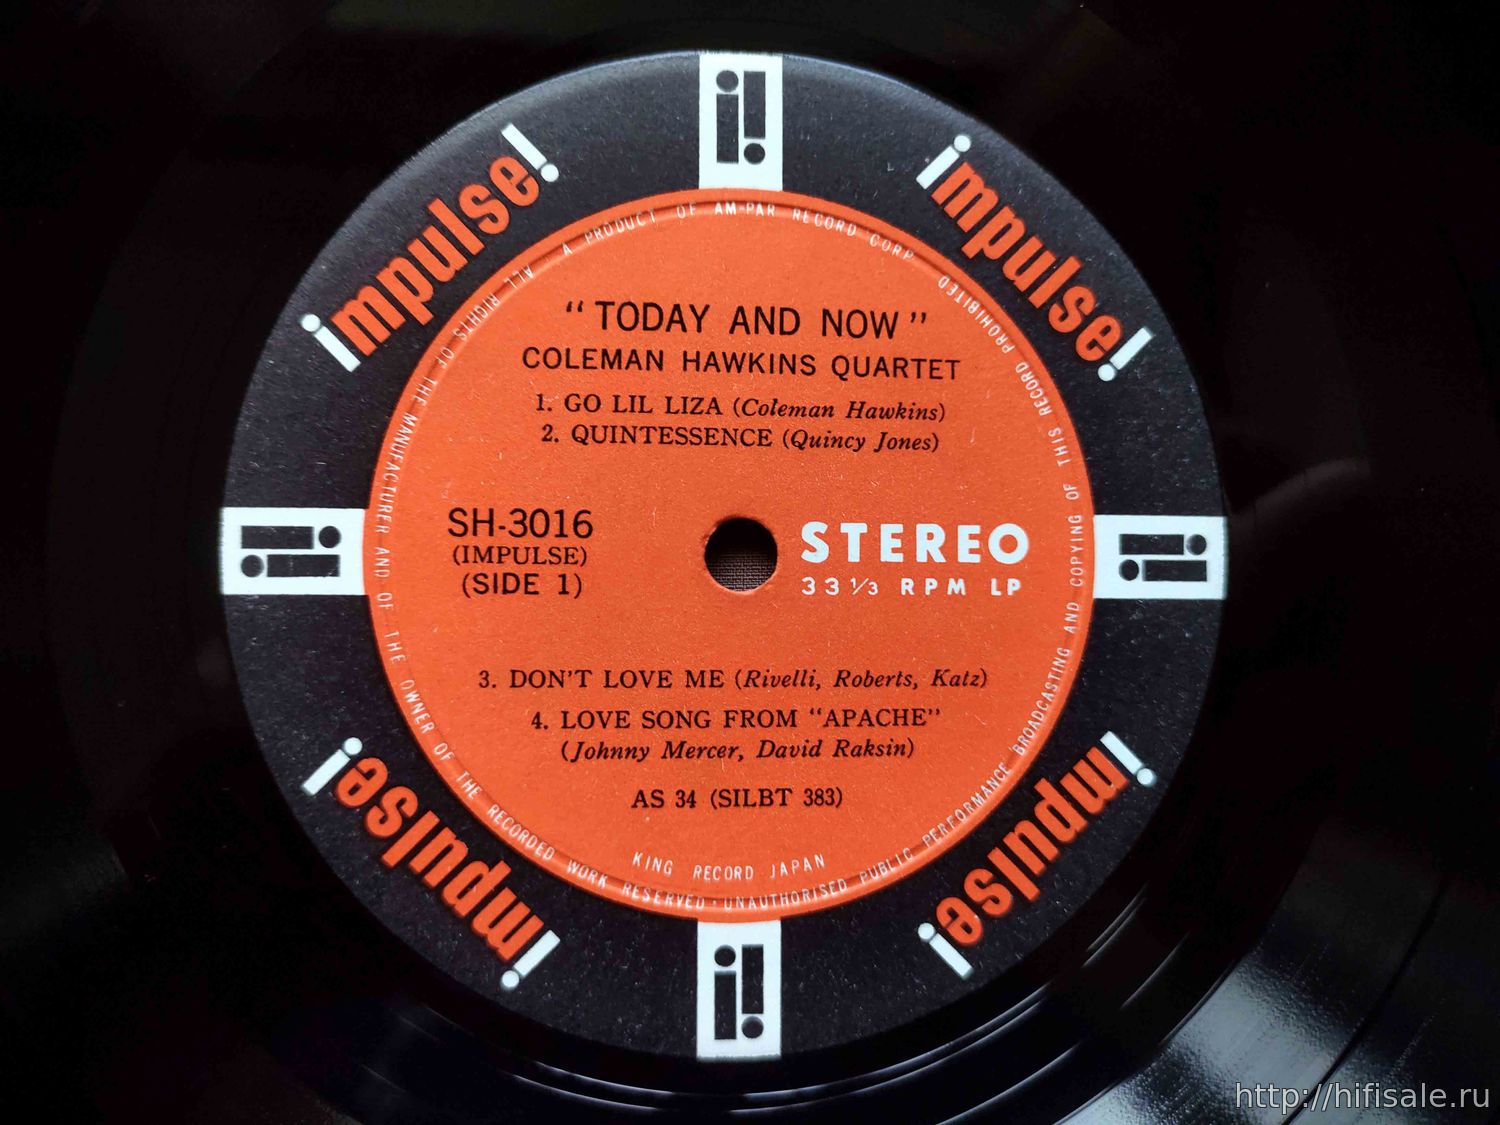 impulse!
impulse!
A PRODUCT OF AM-PAR RECORD CORP.
ALL RIGHTS OF THE MANUFACTURER AND OF THE OWNER OF THE RECORDED WORK RESERVED · UNAUTHORISED PUBLIC PERFORMANCE BROADCASTING AND COPYING OF THIS RECORD PROHIBITED
"TODAY AND NOW"
COLEMAN HAWKINS QUARTET
1. GO LIL LIZA (Coleman Hawkins)
2. QUINTESSENCE (Quincy Jones)
SH-3016
(IMPULSE)
(SIDE 1)
STEREO
33 1/3 RPM LP
3. DON'T LOVE ME (Rivelli, Roberts, Katz)
4. LOVE SONG FROM "APACHE"
(Johnny Mercer, David Raksin)
AS 34 (SILBT 383)
KING RECORD JAPAN
impulse!
impulse!
http://hifisale.ru